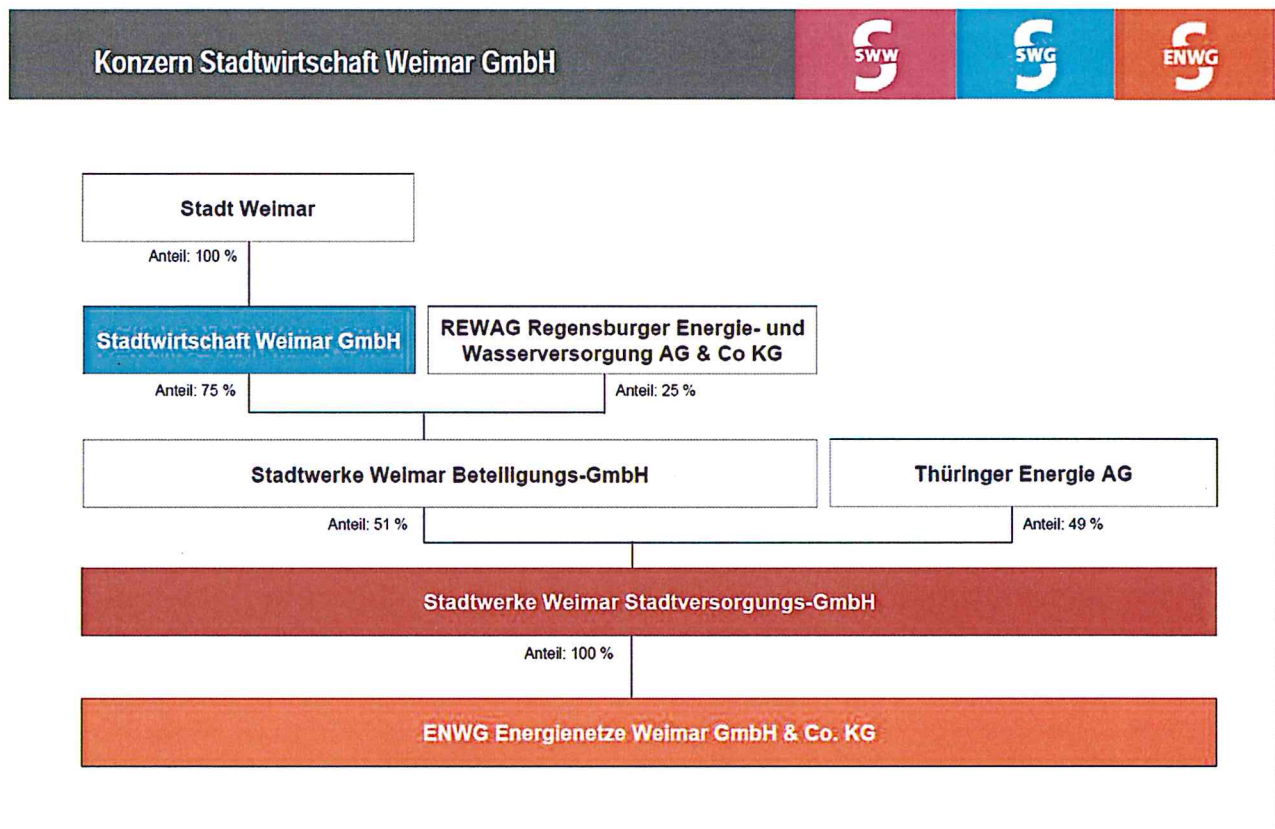 Konzern Stadtwirtschaft Weimar GmbH
SWW
SWG
ENWG
Stadt Weimar
Anteil: 100 %
Stadtwirtschaft Weimar GmbH
REWAG Regensburger Energie- und
Wasserversorgung AG & Co KG
Anteil: 75 %
Anteil: 25 %
Stadtwerke Weimar Beteiligungs-GmbH
Thüringer Energie AG
Anteil: 51 %
Anteil: 49 %
Stadtwerke Weimar Stadtversorgungs-GmbH
Anteil: 100 %
ENWG Energienetze Weimar GmbH & Co. KG